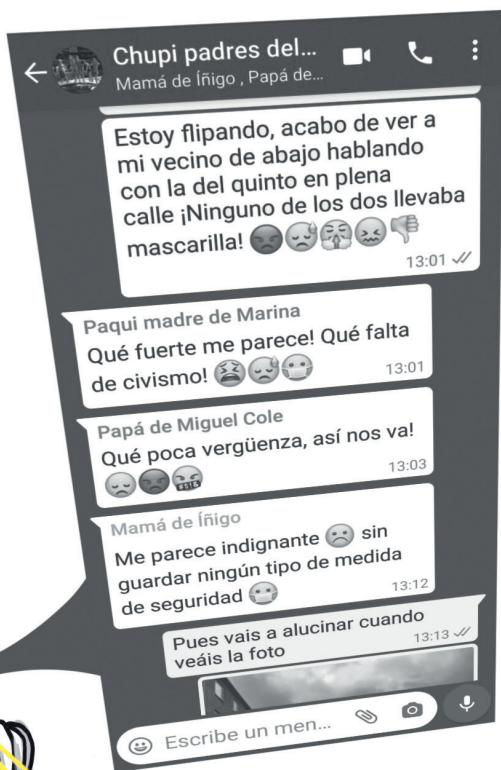 Chupi padres del...
Mamá de Íñigo , Papá de...
Estoy flipando, acabo de ver a
mi vecino de abajo hablando
con la del quinto en plena
calle ¡Ninguno de los dos llevaba
mascarilla! 😡😓😤😖👎
13:01
Paqui madre de Marina
Qué fuerte me parece! Qué falta
de civismo! 😫😓😷
13:01
Papá de Miguel Cole
Qué poca vergüenza, así nos va!
😞😡🤬
13:03
Mamá de Íñigo
Me parece indignante ☹️ sin
guardar ningún tipo de medida
de seguridad 😷
13:12
Pues vais a alucinar cuando
veáis la foto
13:13
Escribe un men...